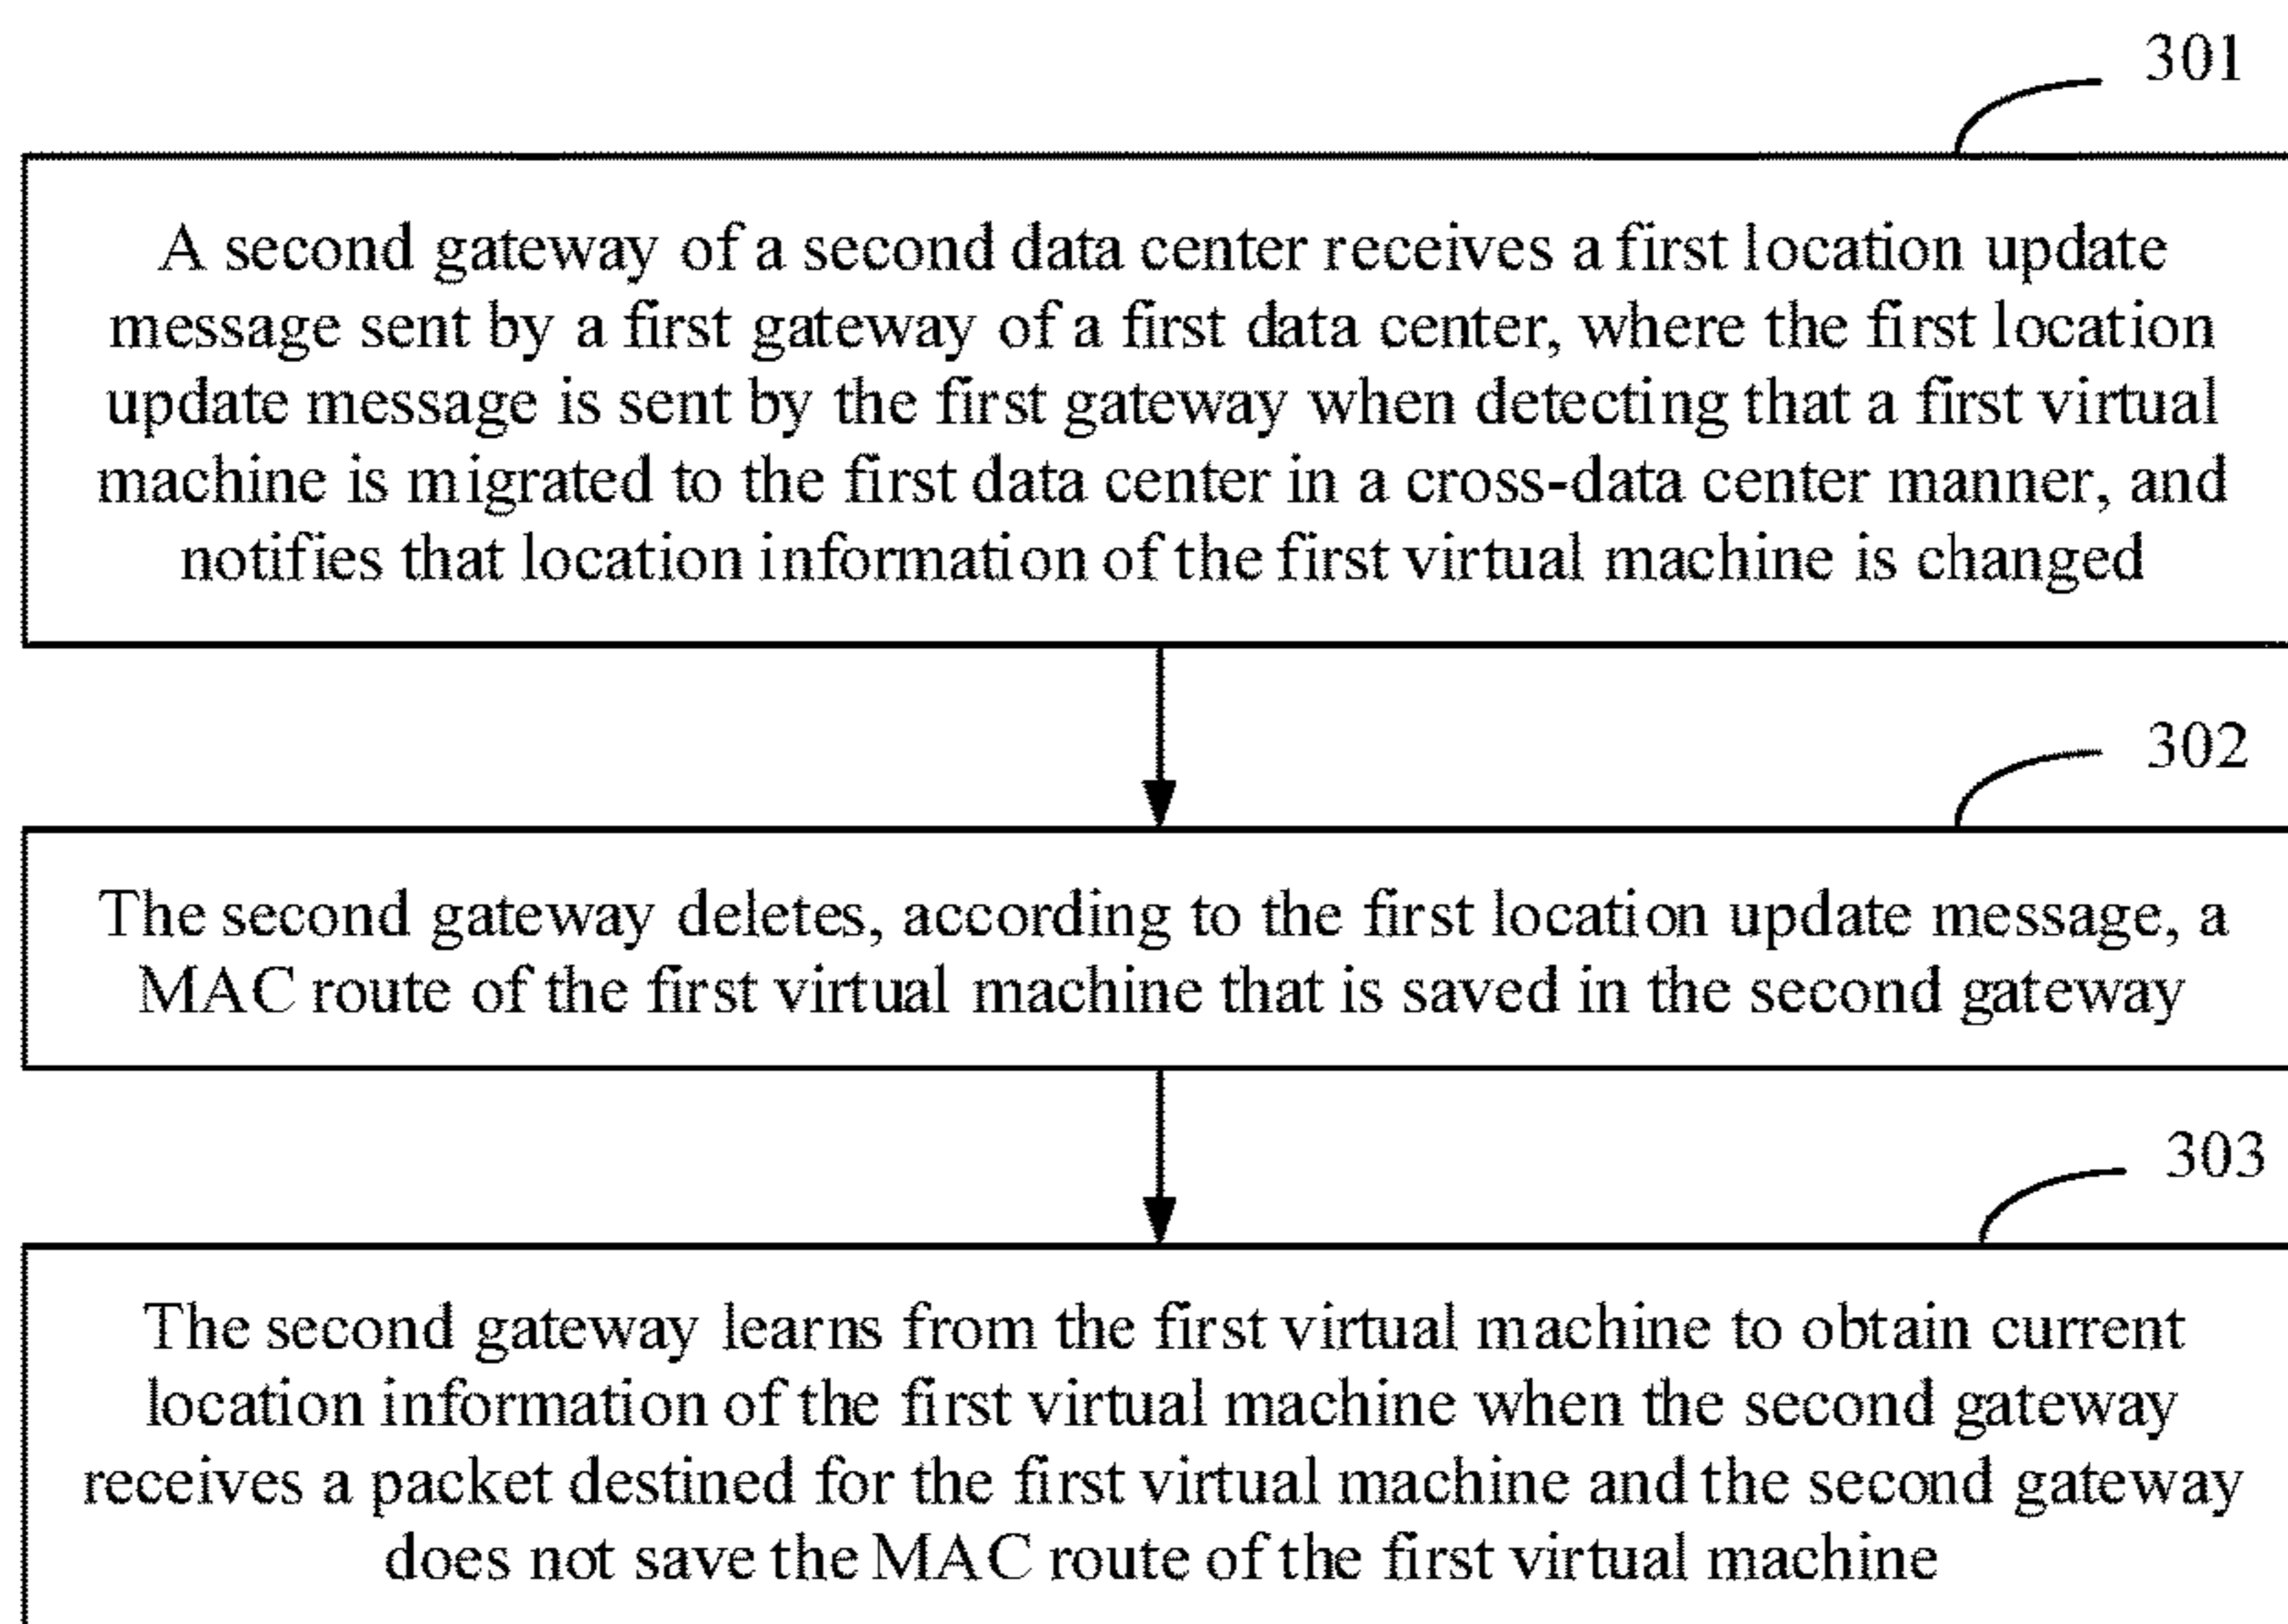 301
A second gateway of a second data center receives a first location update
message sent by a first gateway of a first data center, where the first location
update message is sent by the first gateway when detecting that a first virtual
machine is migrated to the first data center in a cross-data center manner, and
notifies that location information of the first virtual machine is changed
302
The second gateway deletes, according to the first location update message, a
MAC route of the first virtual machine that is saved in the second gateway
303
The second gateway learns from the first virtual machine to obtain current
location information of the first virtual machine when the second gateway
receives a packet destined for the first virtual machine and the second gateway
does not save the MAC route of the first virtual machine